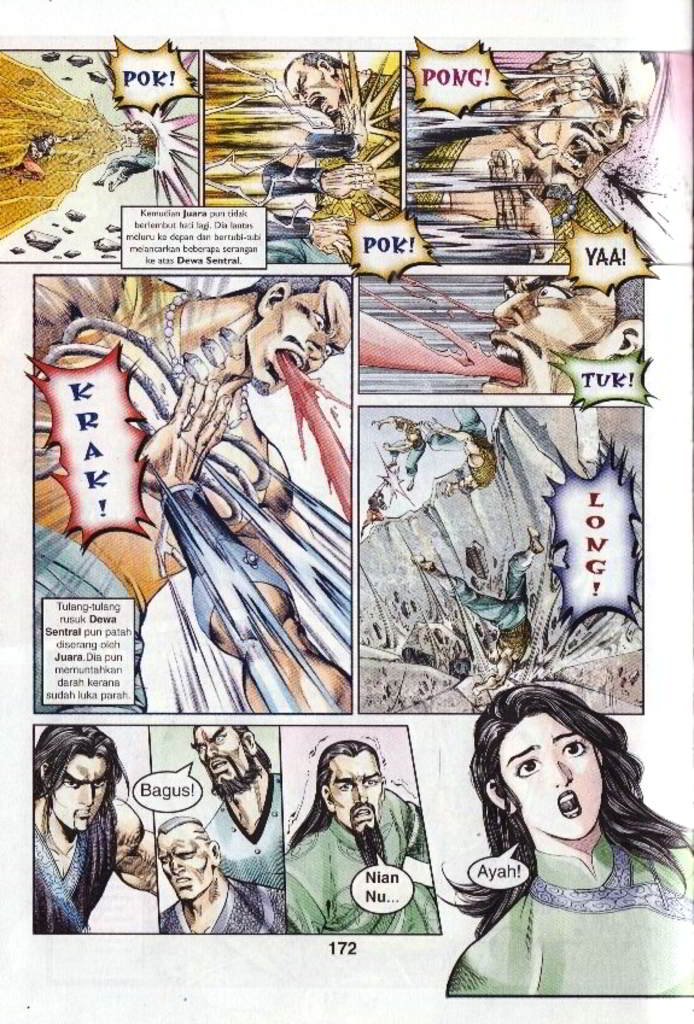 POK!
PONG!
Kemudian Juara pun tidak
berlembut hati lagi. Dia lantas
meluru ke depan dan bertubi-tubi
melancarkan beberapa serangan
ke atas Dewa Sentral.
POK!
YAA!
KRAK!
TUK!
LONG!
Tulang-tulang
rusuk Dewa
Sentral pun patah
diserang oleh
Juara.Dia pun
memuntahkan
darah kerana
sudah luka parah.
Bagus!
Nian
Nu...
Ayah!
172